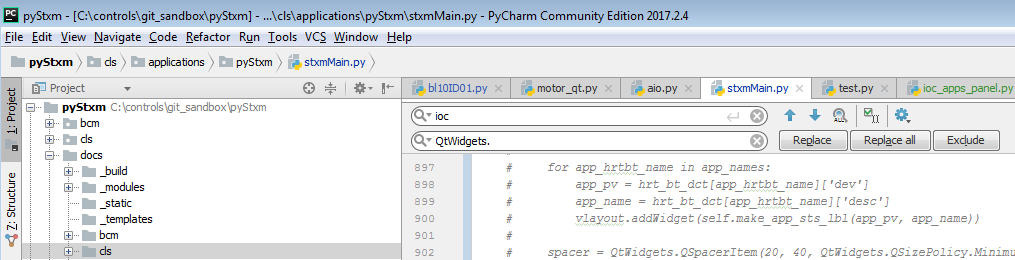 pyStxm - [C:\controls\git_sandbox\pyStxm] - ...\cls\applications\pyStxm\stxmMain.py - PyCharm Community Edition 2017.2.4
File Edit View Navigate Code Refactor Run Tools VCS Window Help
pyStxm cls applications pyStxm stxmMain.py
1: Project
Z: Structure
Project
pyStxm C:\controls\git_sandbox\pyStxm
bcm
cls
docs
_build
_modules
_static
_templates
bcm
cls
bl10ID01.py motor_qt.py aio.py stxmMain.py test.py ioc_apps_panel.py
ioc
QtWidgets.
Replace Replace all Exclude
897 # for app_hrtbt_name in app_names:
898 # app_pv = hrt_bt_dct[app_hrtbt_name]['dev']
899 # app_name = hrt_bt_dct[app_hrtbt_name]['desc']
900 # vlayout.addWidget(self.make_app_sts_lbl(app_pv, app_name))
901 #
902 # spacer = QtWidgets.QSpacerItem(20, 40, QtWidgets.QSizePolicy.Minimu